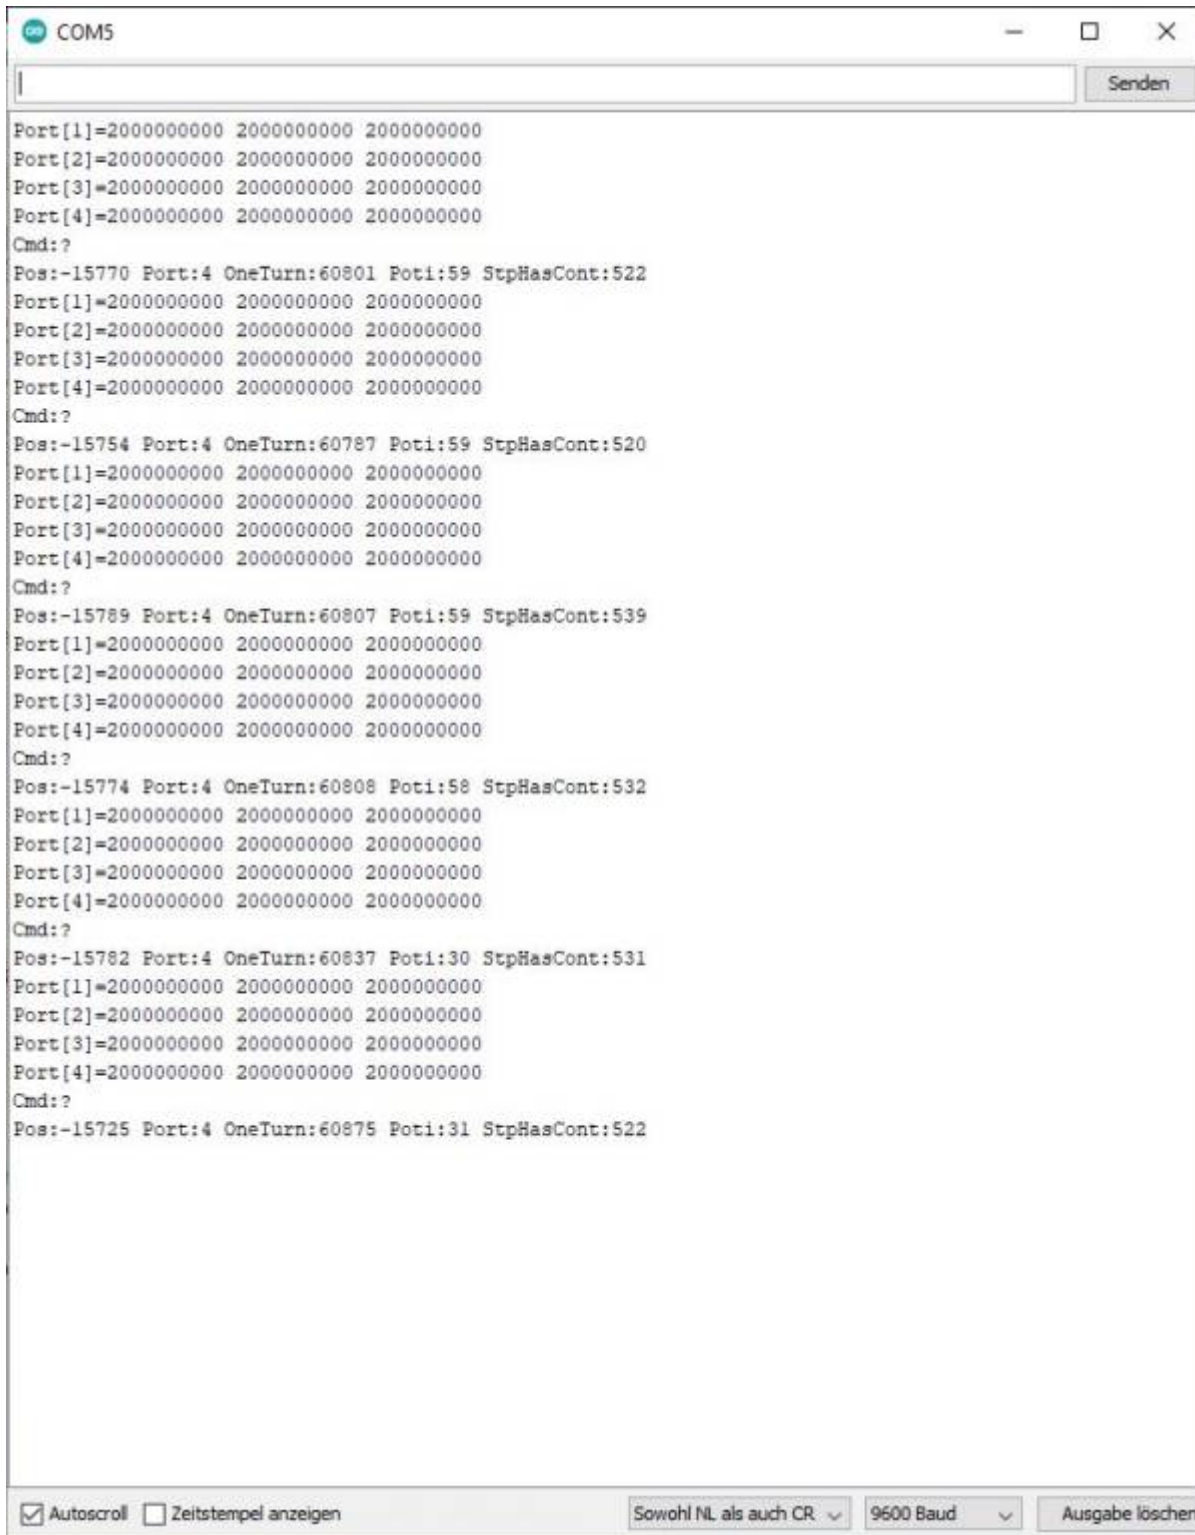 COM5
Senden
Port[1]=2000000000 2000000000 2000000000
Port[2]=2000000000 2000000000 2000000000
Port[3]=2000000000 2000000000 2000000000
Port[4]=2000000000 2000000000 2000000000
Cmd:?
Pos:-15770 Port:4 OneTurn:60801 Poti:59 StpHasCont:522
Port[1]=2000000000 2000000000 2000000000
Port[2]=2000000000 2000000000 2000000000
Port[3]=2000000000 2000000000 2000000000
Port[4]=2000000000 2000000000 2000000000
Cmd:?
Pos:-15754 Port:4 OneTurn:60787 Poti:59 StpHasCont:520
Port[1]=2000000000 2000000000 2000000000
Port[2]=2000000000 2000000000 2000000000
Port[3]=2000000000 2000000000 2000000000
Port[4]=2000000000 2000000000 2000000000
Cmd:?
Pos:-15789 Port:4 OneTurn:60807 Poti:59 StpHasCont:539
Port[1]=2000000000 2000000000 2000000000
Port[2]=2000000000 2000000000 2000000000
Port[3]=2000000000 2000000000 2000000000
Port[4]=2000000000 2000000000 2000000000
Cmd:?
Pos:-15774 Port:4 OneTurn:60808 Poti:58 StpHasCont:532
Port[1]=2000000000 2000000000 2000000000
Port[2]=2000000000 2000000000 2000000000
Port[3]=2000000000 2000000000 2000000000
Port[4]=2000000000 2000000000 2000000000
Cmd:?
Pos:-15782 Port:4 OneTurn:60837 Poti:30 StpHasCont:531
Port[1]=2000000000 2000000000 2000000000
Port[2]=2000000000 2000000000 2000000000
Port[3]=2000000000 2000000000 2000000000
Port[4]=2000000000 2000000000 2000000000
Cmd:?
Pos:-15725 Port:4 OneTurn:60875 Poti:31 StpHasCont:522
Autoscroll Zeitstempel anzeigen Sowohl NL als auch CR 9600 Baud Ausgabe löschen